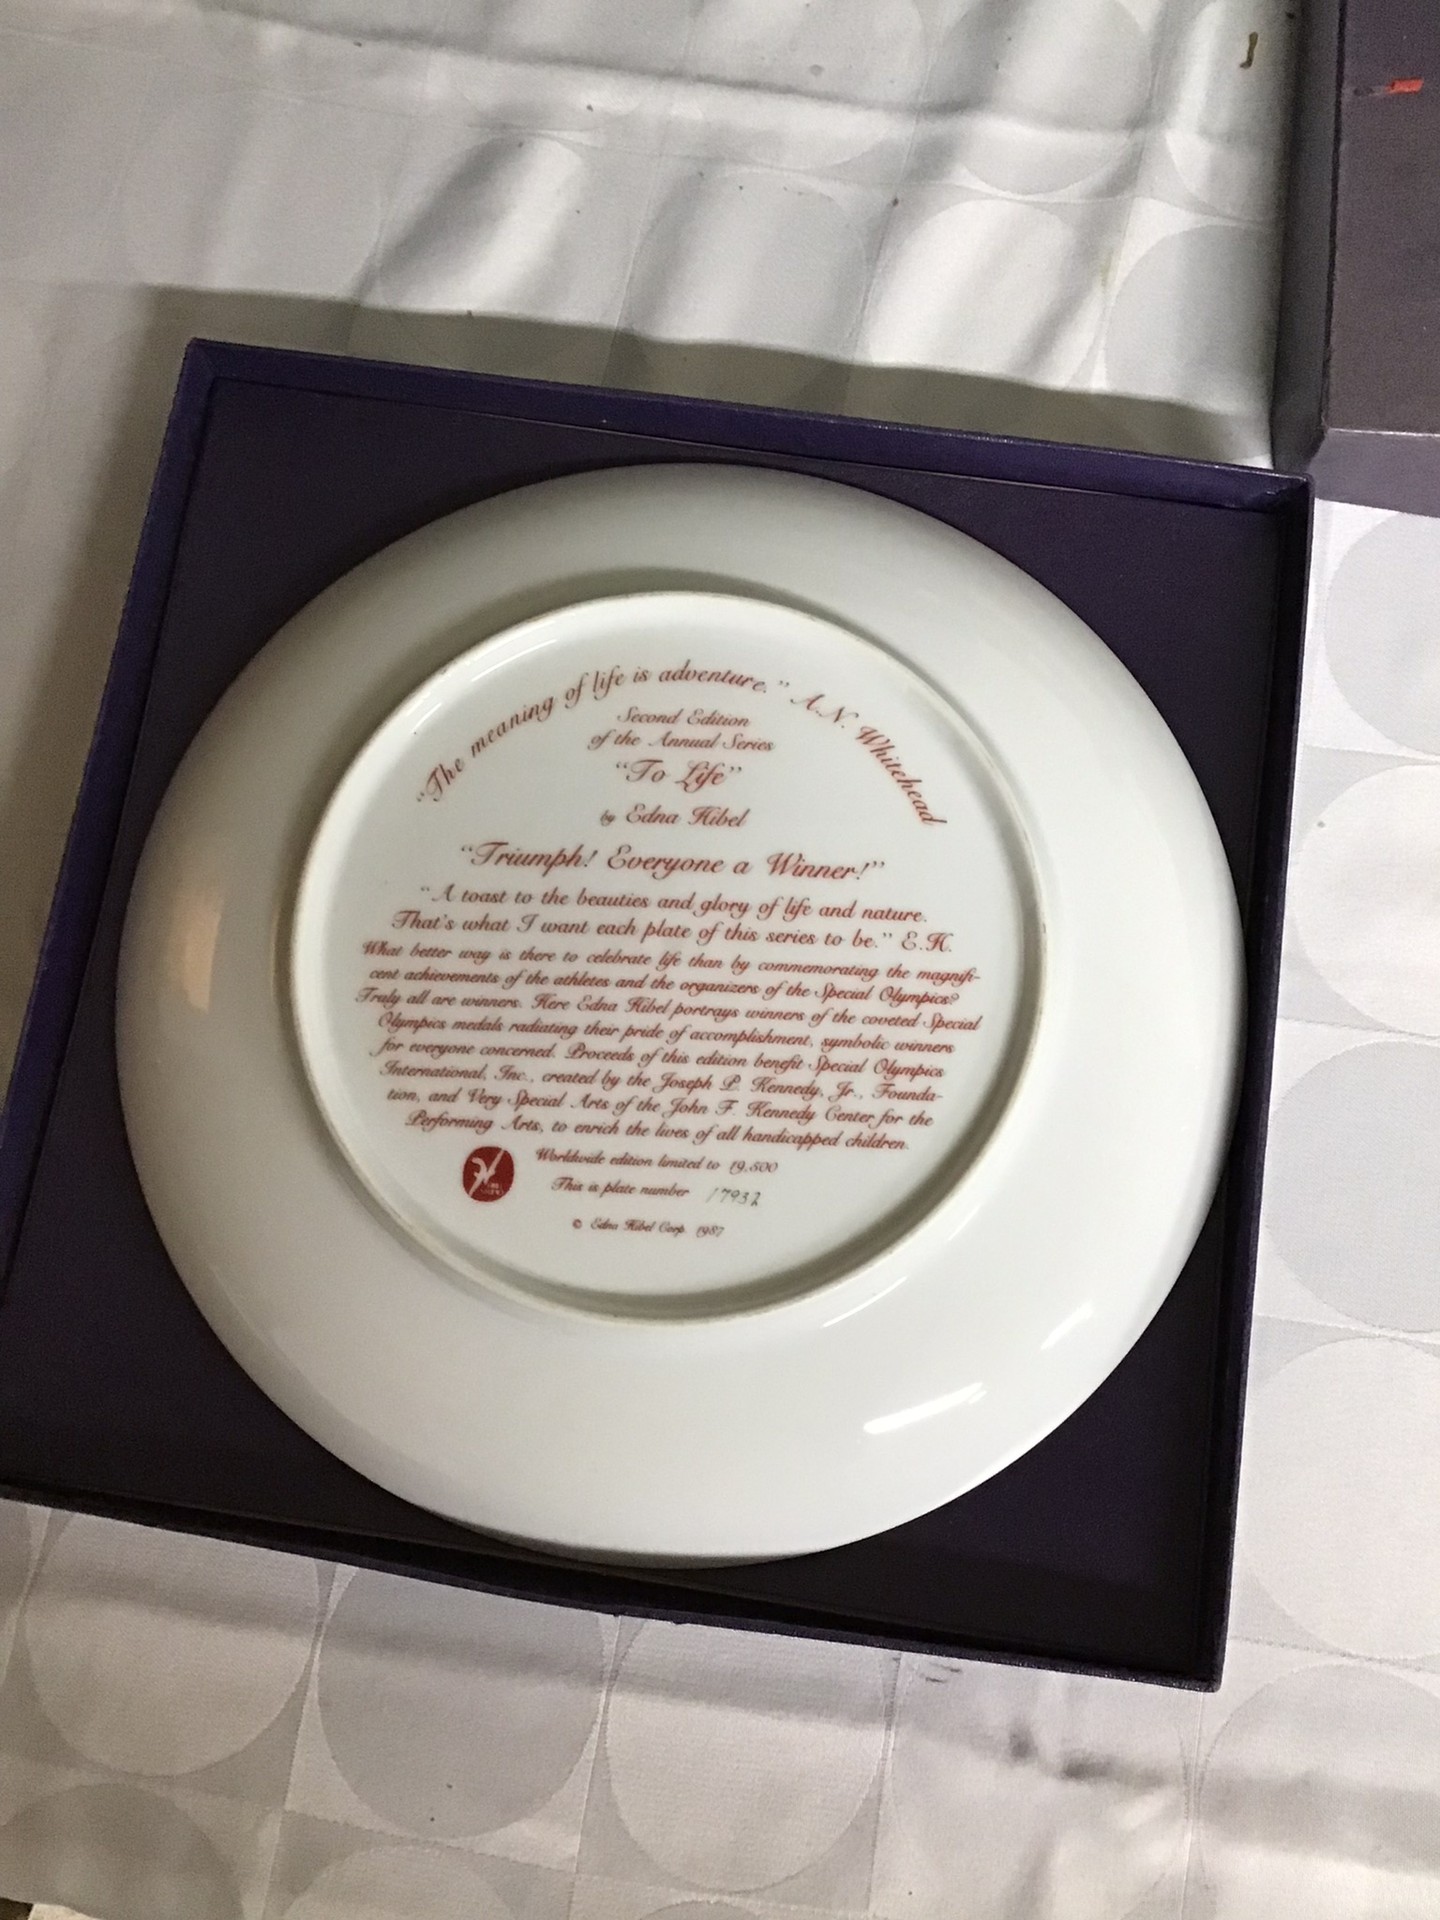 "The meaning of life is adventure." A.N. Whitehead
Second Edition
of the Annual Series
"To Life"
by Edna Hibel
"Triumph! Everyone a Winner!"
"A toast to the beauties and glory of life and nature.
That's what I want each plate of this series to be." E.H.
What better way is there to celebrate life than by commemorating the magnifi-
cent achievements of the athletes and the organizers of the Special Olympics?
Truly all are winners. Here Edna Hibel portrays winners of the coveted Special
Olympics medals radiating their pride of accomplishment, symbolic winners
for everyone concerned. Proceeds of this edition benefit Special Olympics
International, Inc., created by the Joseph P. Kennedy, Jr., Founda-
tion, and Very Special Arts of the John F. Kennedy Center for the
Performing Arts, to enrich the lives of all handicapped children.
Worldwide edition limited to 19,500
This is plate number 17932
© Edna Hibel Corp. 1987